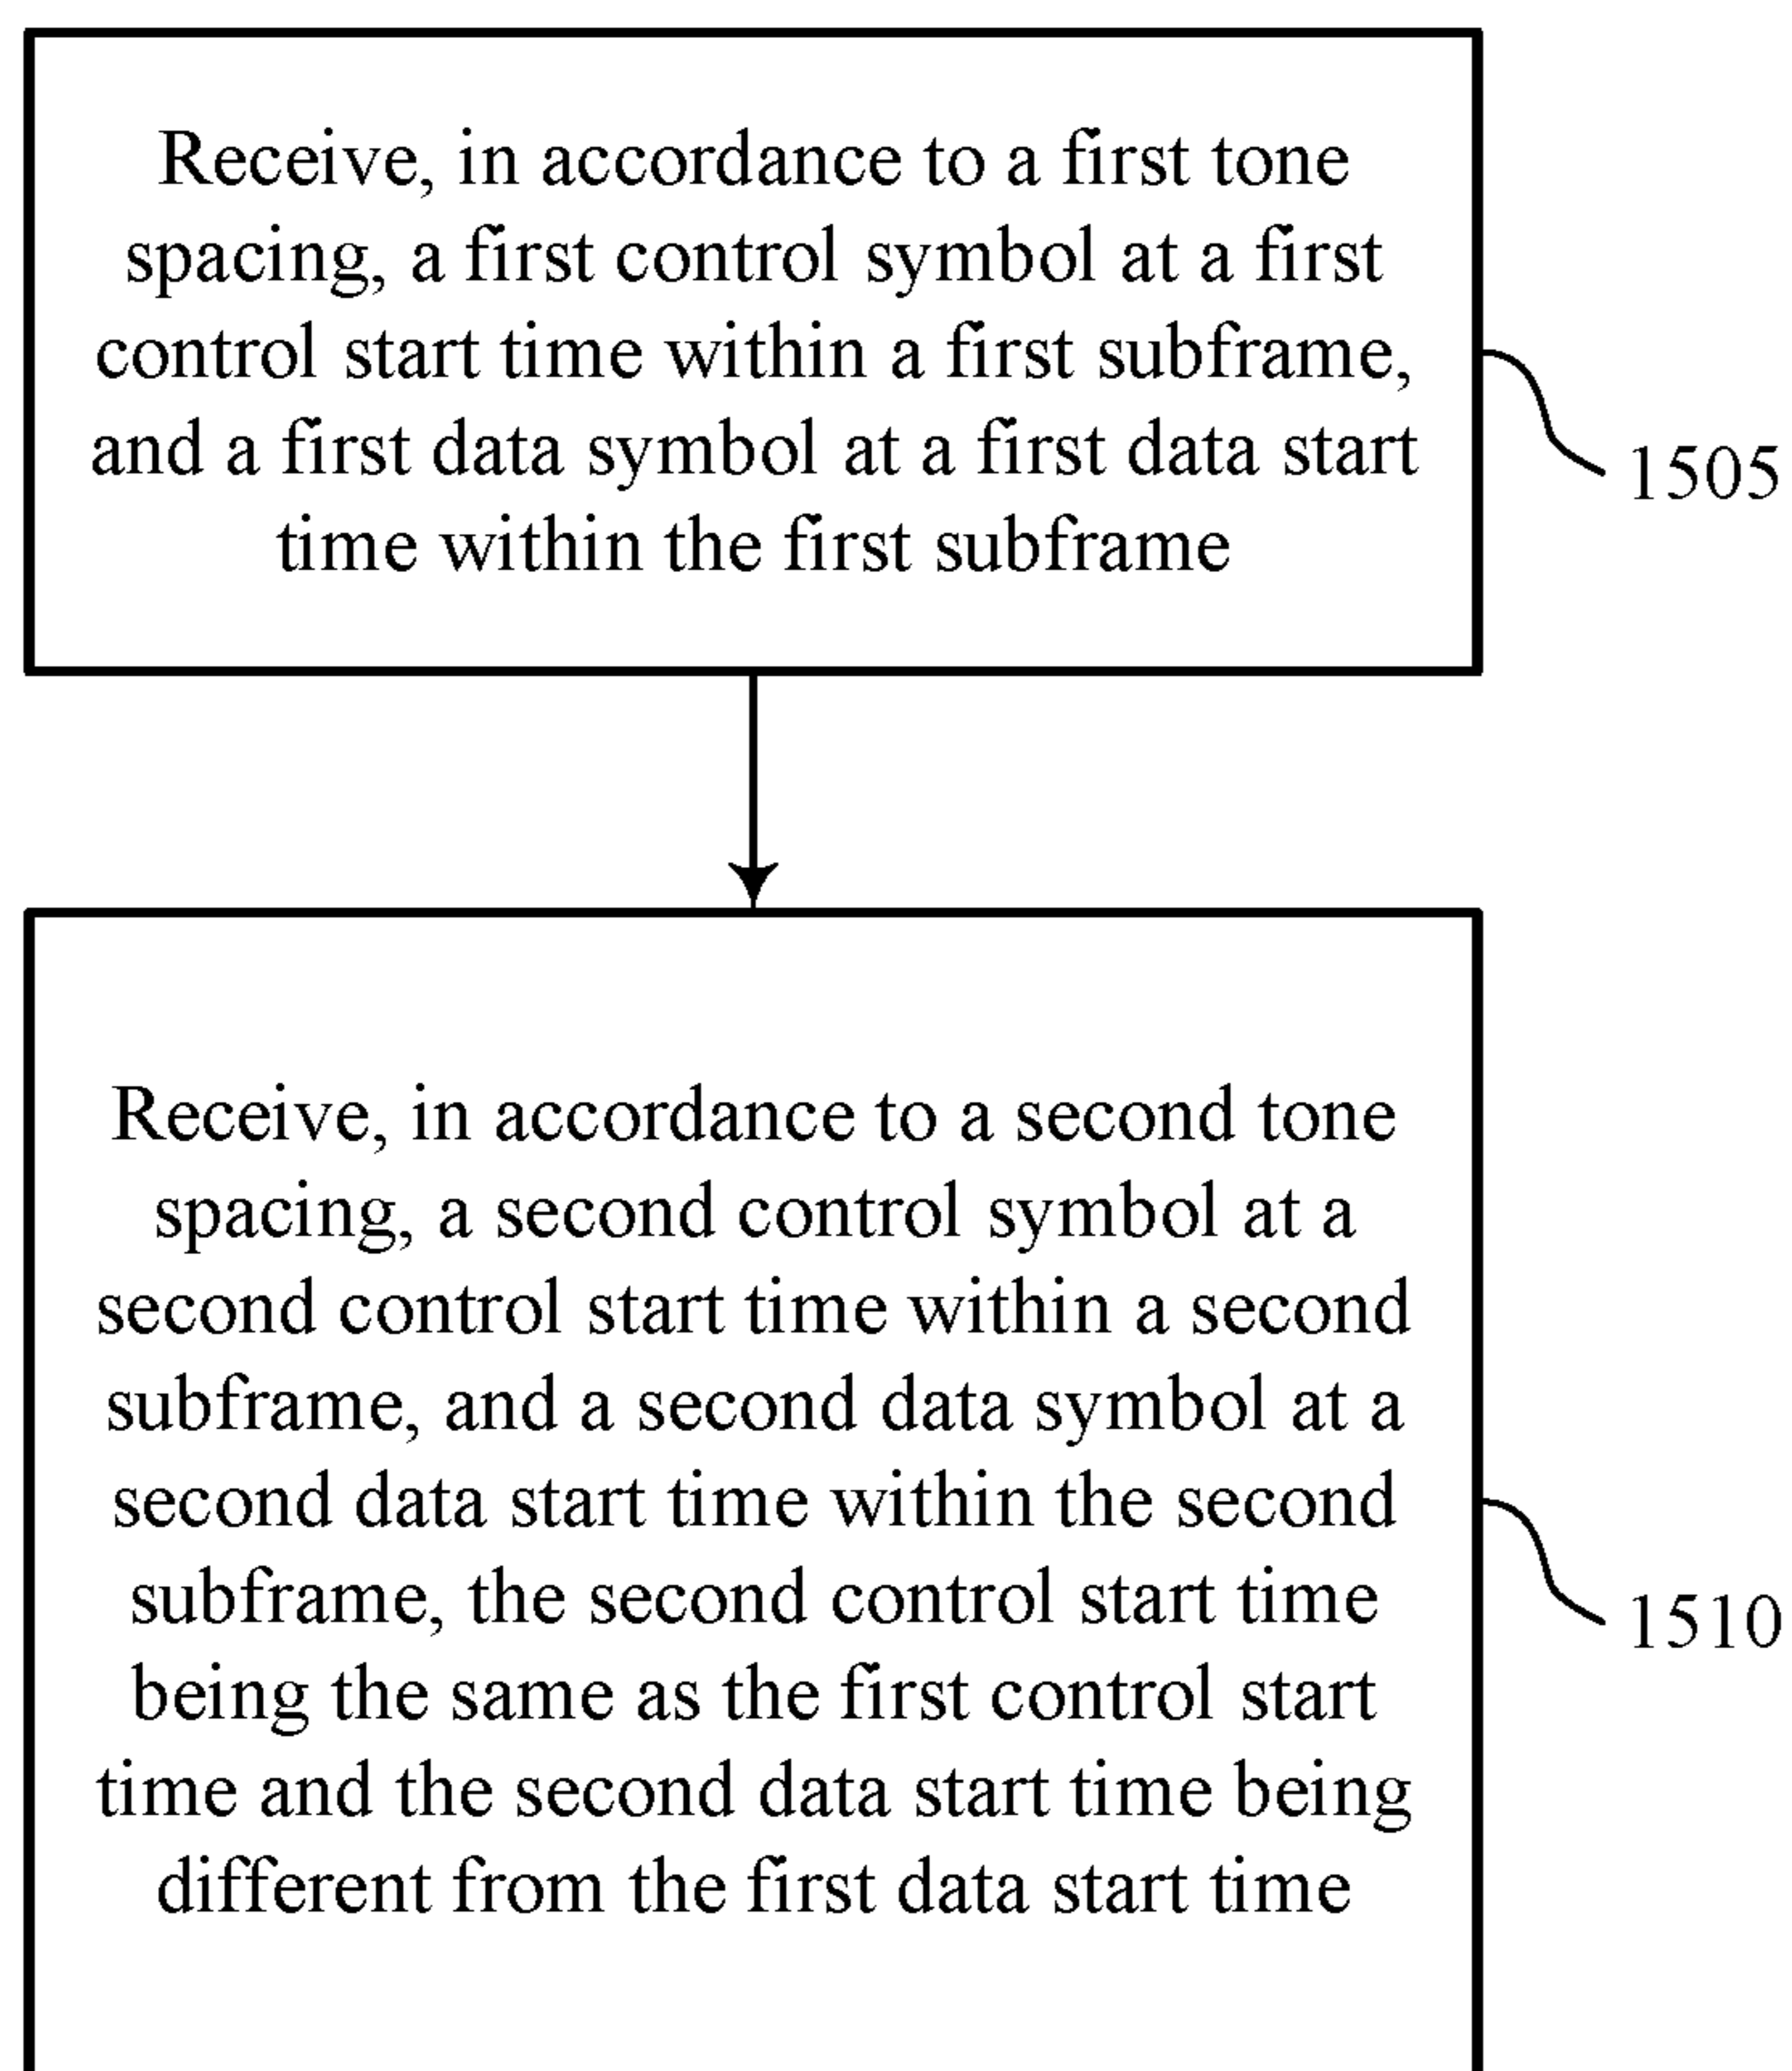 Receive, in accordance to a first tone
spacing, a first control symbol at a first
control start time within a first subframe,
and a first data symbol at a first data start
time within the first subframe
1505
Receive, in accordance to a second tone
spacing, a second control symbol at a
second control start time within a second
subframe, and a second data symbol at a
second data start time within the second
subframe, the second control start time
being the same as the first control start
time and the second data start time being
different from the first data start time
1510